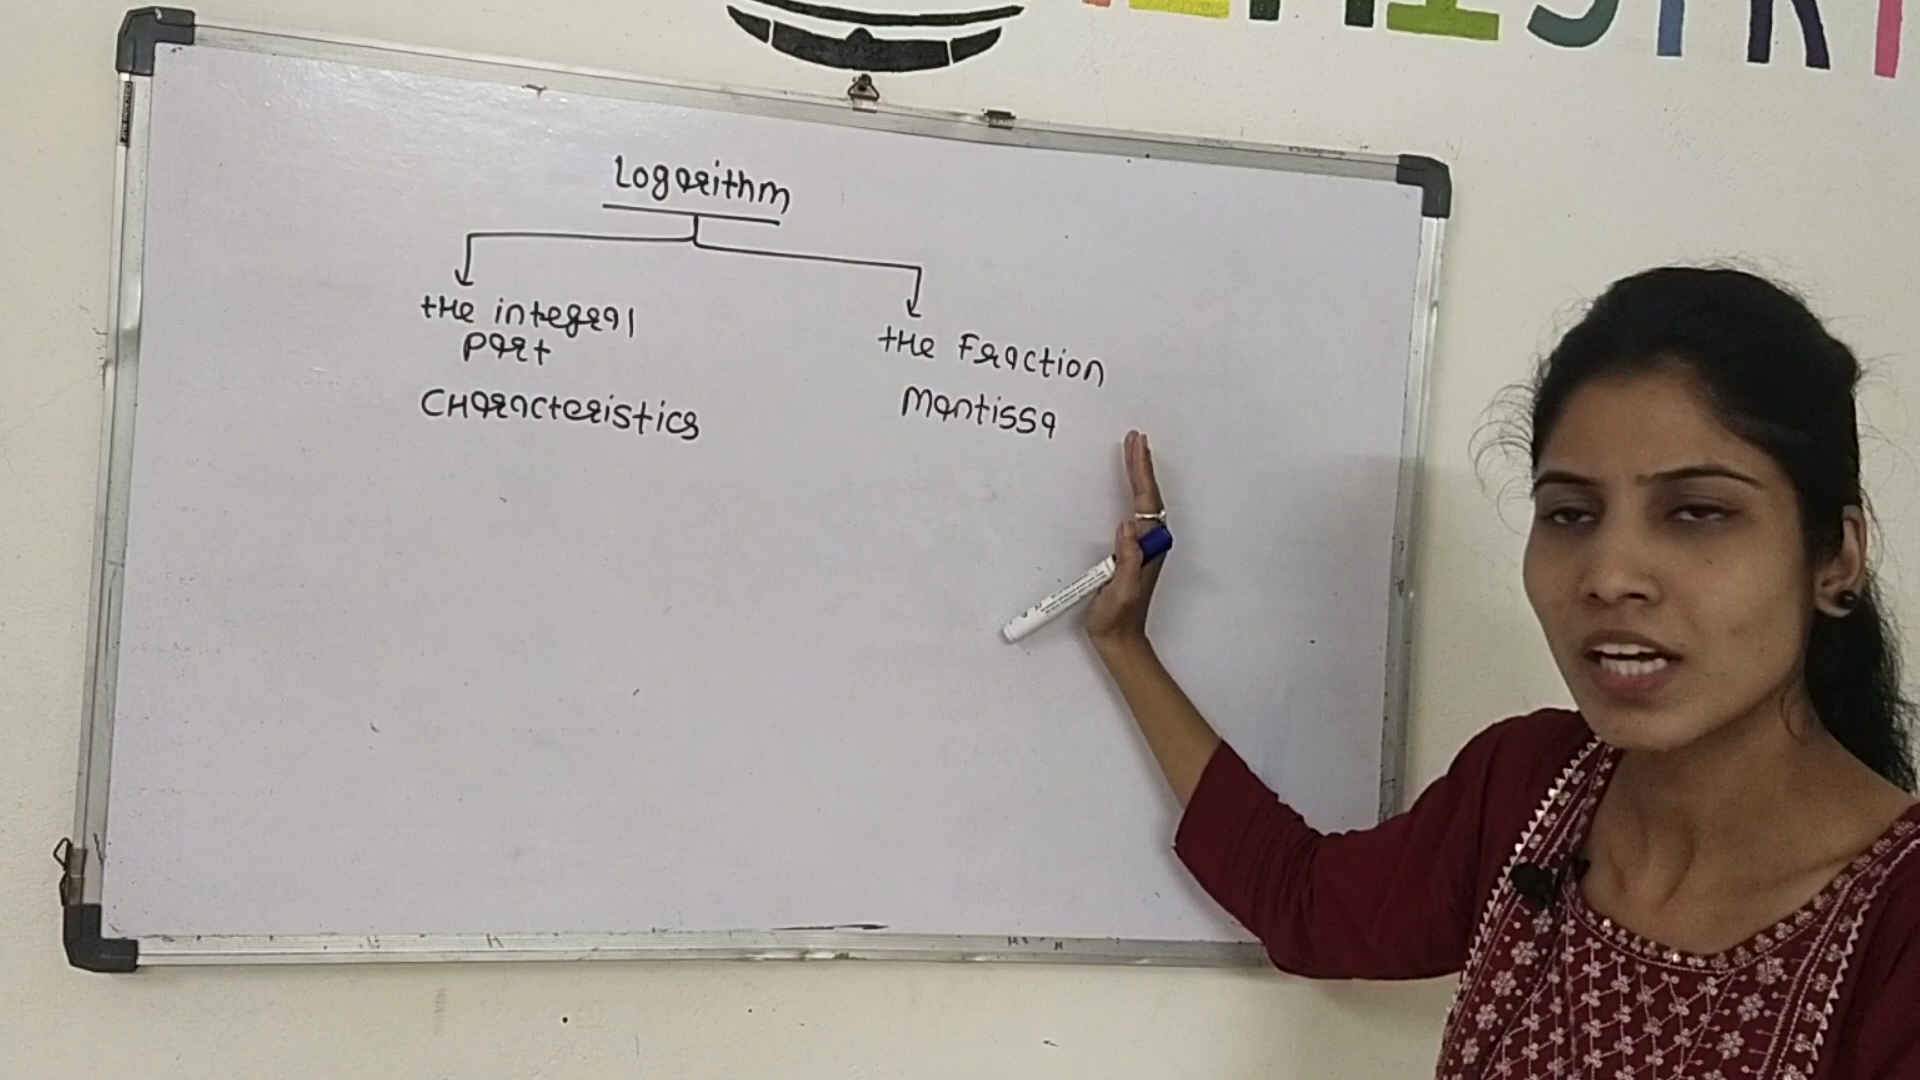 Logarithm
the integral
part
Characteristics
the Fraction
Mantissa